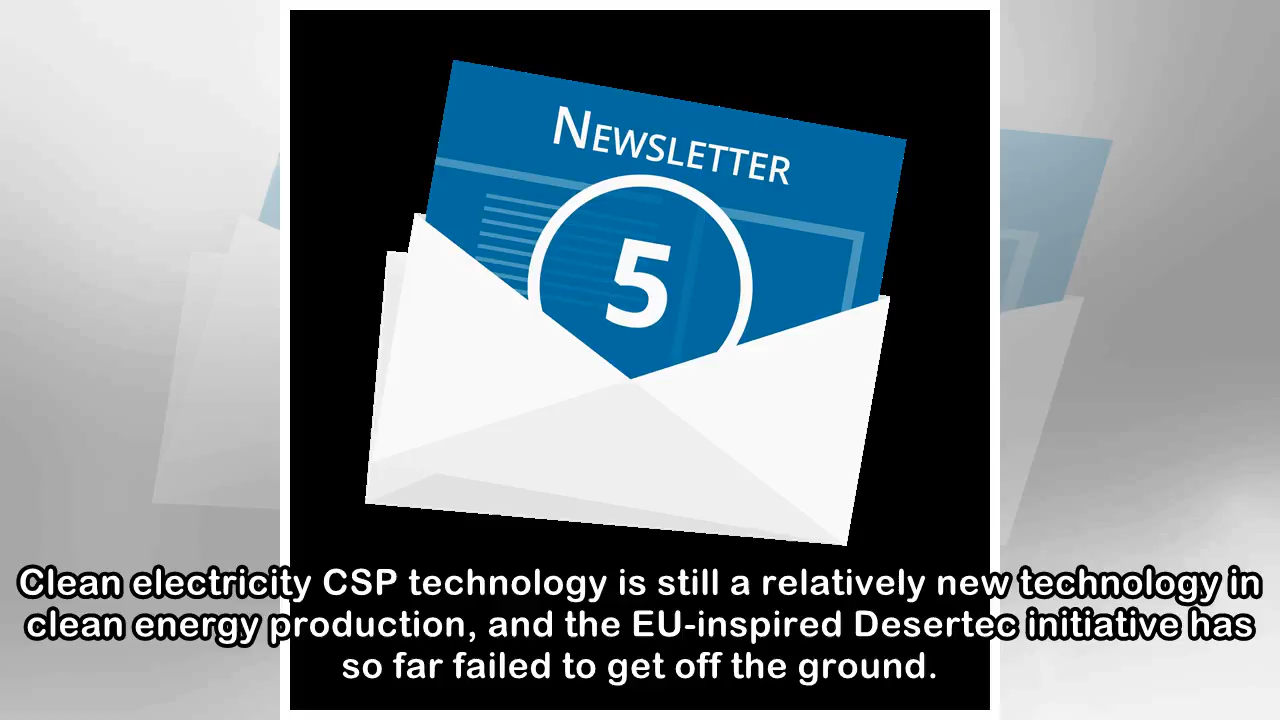 NEWSLETTER
5
Clean electricity CSP technology is still a relatively new technology in
clean energy production, and the EU-inspired Desertec initiative has
so far failed to get off the ground.